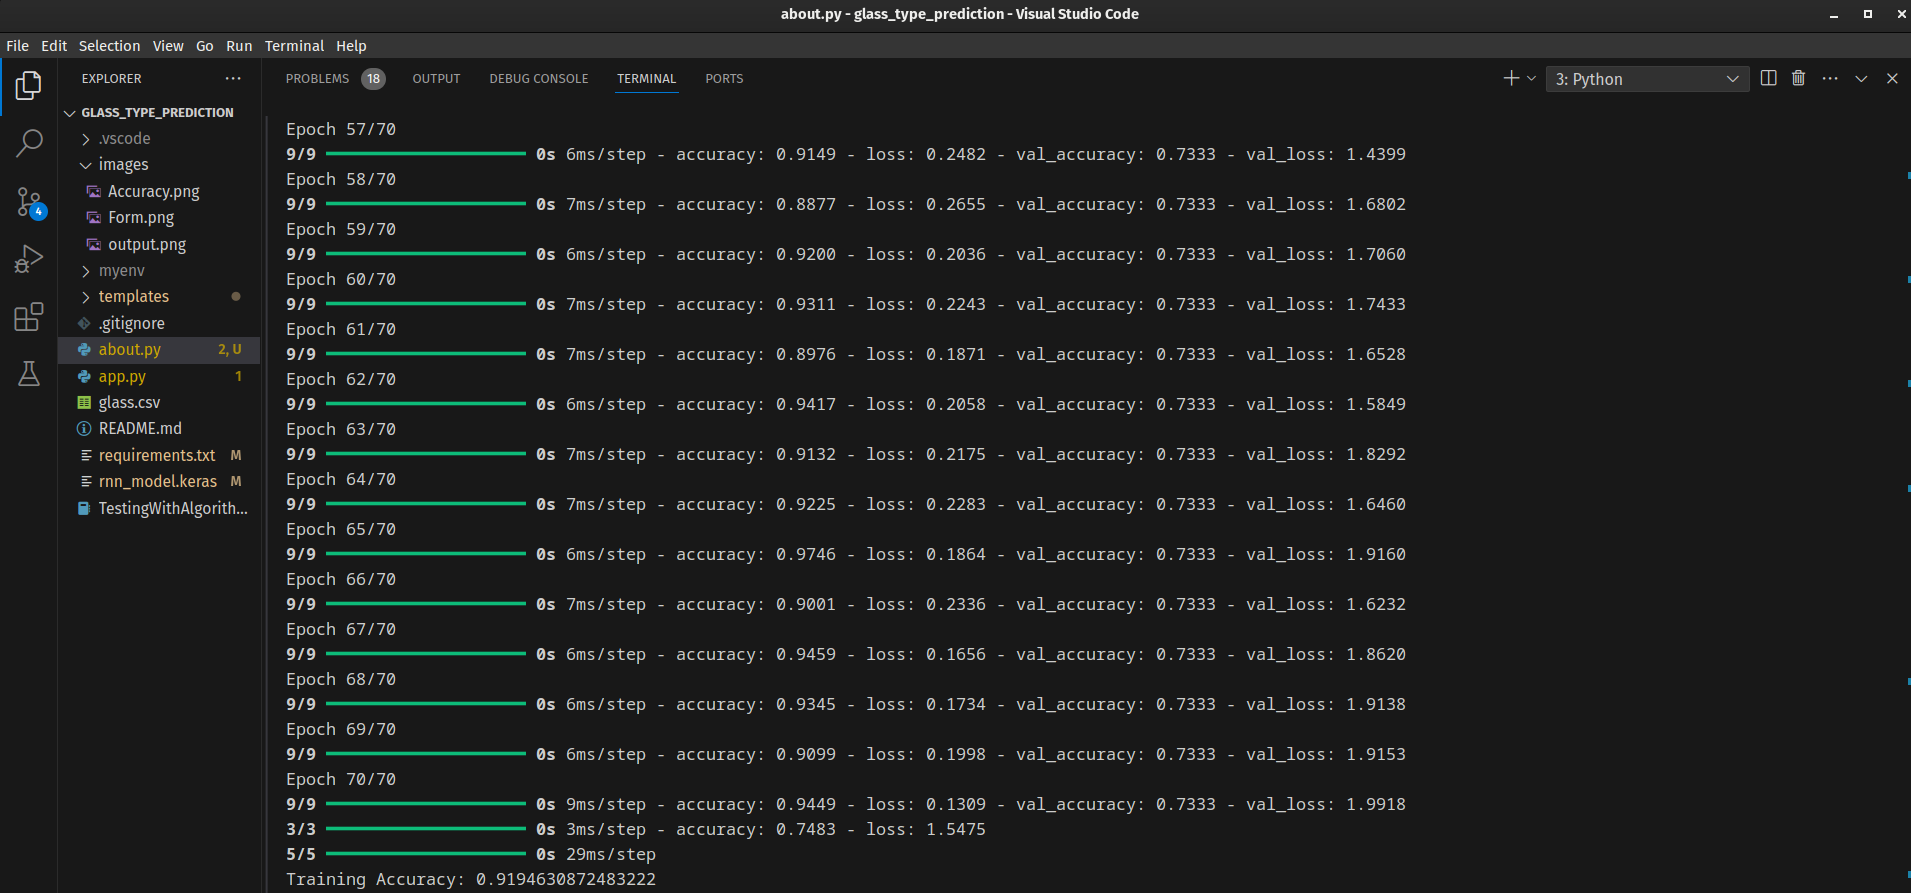 about.py - glass_type_prediction - Visual Studio Code
File Edit Selection View Go Run Terminal Help
EXPLORER
GLASS_TYPE_PREDICTION
.vscode
images
Accuracy.png
Form.png
output.png
myenv
templates
.gitignore
about.py 2, U
app.py 1
glass.csv
README.md
requirements.txt M
rnn_model.keras M
TestingWithAlgorith...
4
PROBLEMS 18 OUTPUT DEBUG CONSOLE TERMINAL PORTS
3: Python
Epoch 57/70
9/9 0s 6ms/step - accuracy: 0.9149 - loss: 0.2482 - val_accuracy: 0.7333 - val_loss: 1.4399
Epoch 58/70
9/9 0s 7ms/step - accuracy: 0.8877 - loss: 0.2655 - val_accuracy: 0.7333 - val_loss: 1.6802
Epoch 59/70
9/9 0s 6ms/step - accuracy: 0.9200 - loss: 0.2036 - val_accuracy: 0.7333 - val_loss: 1.7060
Epoch 60/70
9/9 0s 7ms/step - accuracy: 0.9311 - loss: 0.2243 - val_accuracy: 0.7333 - val_loss: 1.7433
Epoch 61/70
9/9 0s 7ms/step - accuracy: 0.8976 - loss: 0.1871 - val_accuracy: 0.7333 - val_loss: 1.6528
Epoch 62/70
9/9 0s 6ms/step - accuracy: 0.9417 - loss: 0.2058 - val_accuracy: 0.7333 - val_loss: 1.5849
Epoch 63/70
9/9 0s 7ms/step - accuracy: 0.9132 - loss: 0.2175 - val_accuracy: 0.7333 - val_loss: 1.8292
Epoch 64/70
9/9 0s 7ms/step - accuracy: 0.9225 - loss: 0.2283 - val_accuracy: 0.7333 - val_loss: 1.6460
Epoch 65/70
9/9 0s 6ms/step - accuracy: 0.9746 - loss: 0.1864 - val_accuracy: 0.7333 - val_loss: 1.9160
Epoch 66/70
9/9 0s 7ms/step - accuracy: 0.9001 - loss: 0.2336 - val_accuracy: 0.7333 - val_loss: 1.6232
Epoch 67/70
9/9 0s 6ms/step - accuracy: 0.9459 - loss: 0.1656 - val_accuracy: 0.7333 - val_loss: 1.8620
Epoch 68/70
9/9 0s 6ms/step - accuracy: 0.9345 - loss: 0.1734 - val_accuracy: 0.7333 - val_loss: 1.9138
Epoch 69/70
9/9 0s 6ms/step - accuracy: 0.9099 - loss: 0.1998 - val_accuracy: 0.7333 - val_loss: 1.9153
Epoch 70/70
9/9 0s 9ms/step - accuracy: 0.9449 - loss: 0.1309 - val_accuracy: 0.7333 - val_loss: 1.9918
3/3 0s 3ms/step - accuracy: 0.7483 - loss: 1.5475
5/5 0s 29ms/step
Training Accuracy: 0.9194630872483222